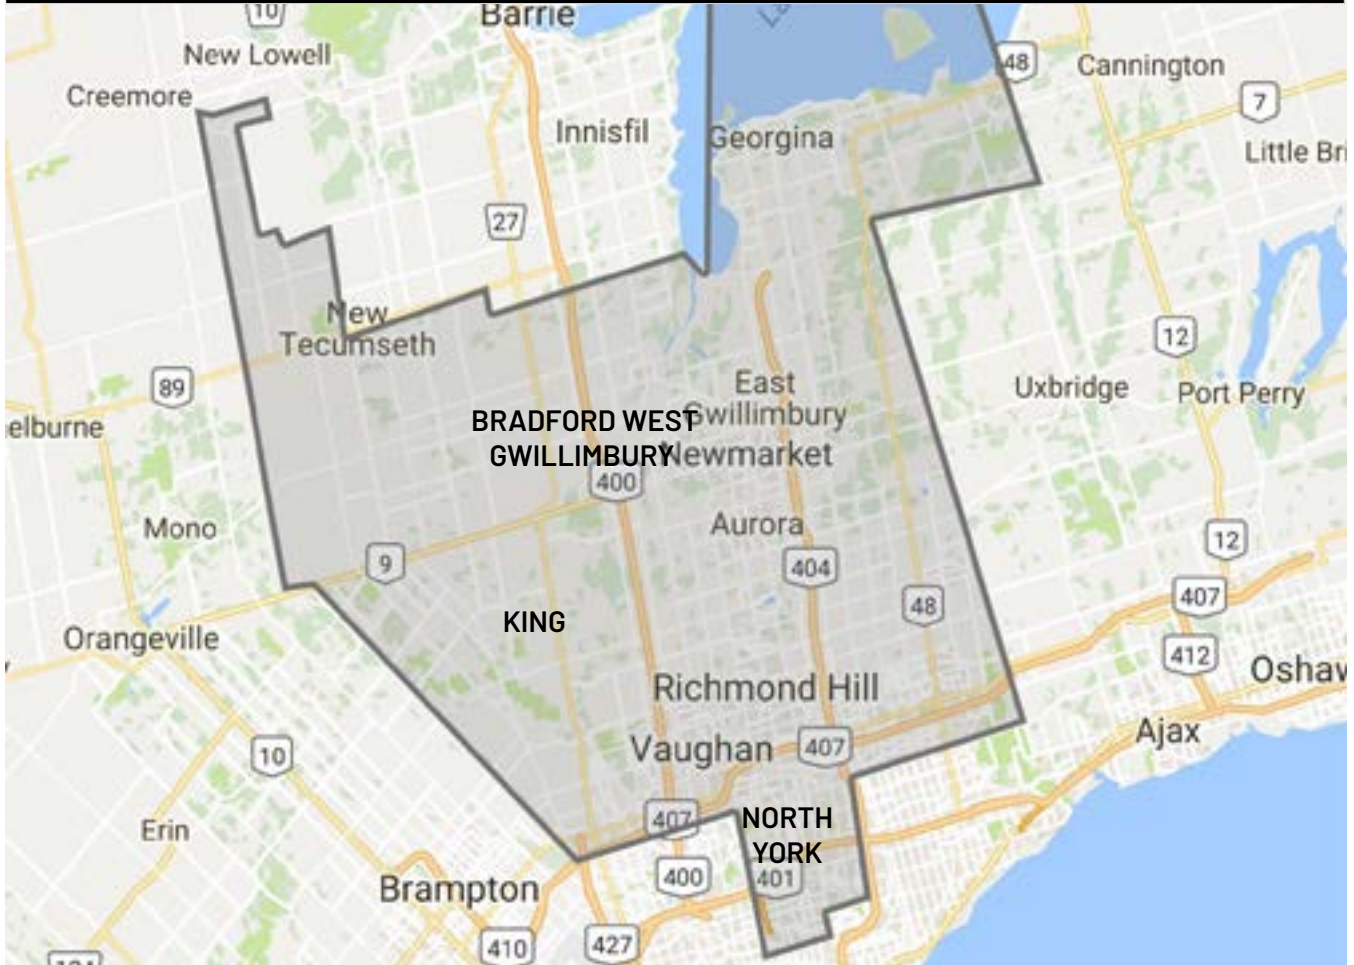 10
Barrie
New Lowell
48
Cannington
Creemore
7
Innisfil
Georgina
27
New
Tecumseth
12
89
East
Gwillimbury
Uxbridge
Port Perry
elburne
BRADFORD WEST
GWILLIMBURY
Newmarket
400
Mono
Aurora
12
9
404
407
48
KING
Orangeville
412
Oshaw
Richmond Hill
Ajax
10
Vaughan
407
407
NORTH
YORK
Erin
400
401
Brampton
410
427